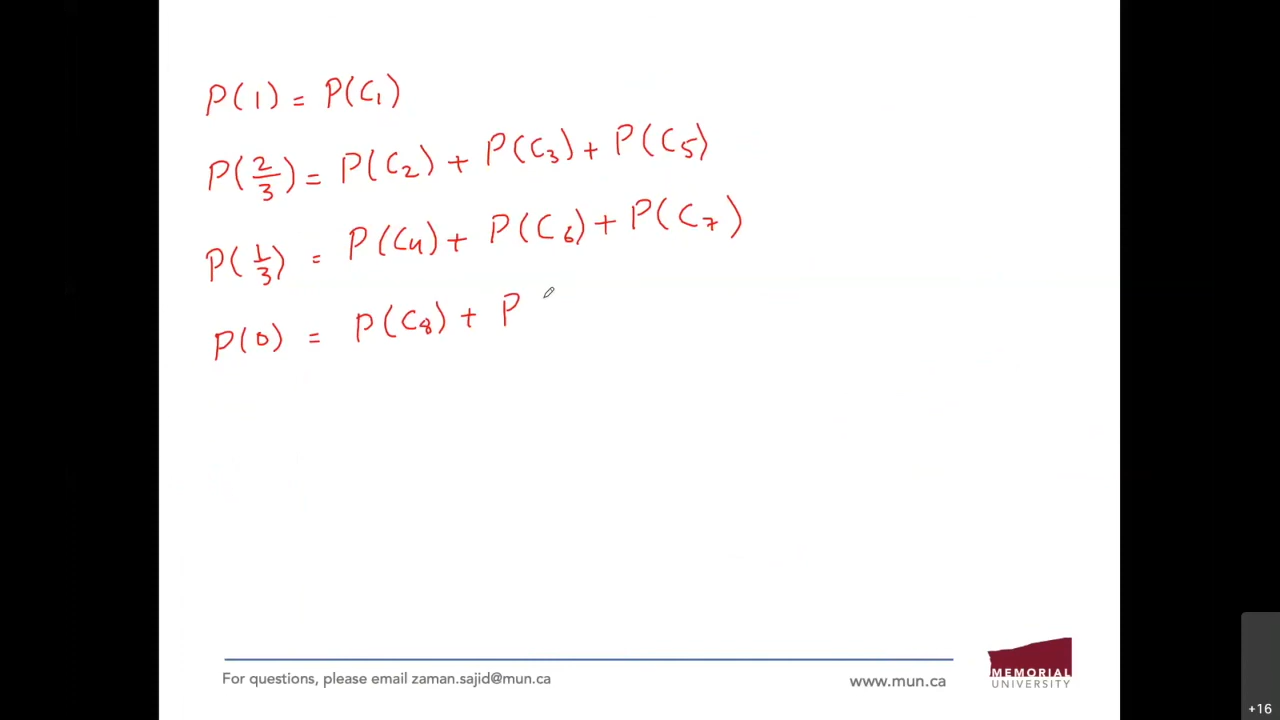 P(1) = P(C₁)
P(2/3) = P(C₂) + P(C₃) + P(C₅)
P(1/3) = P(C₄) + P(C₆) + P(C₇)
P(0) = P(C₈) + P
For questions, please email zaman.sajid@mun.ca
www.mun.ca
MEMORIAL
UNIVERSITY
+16